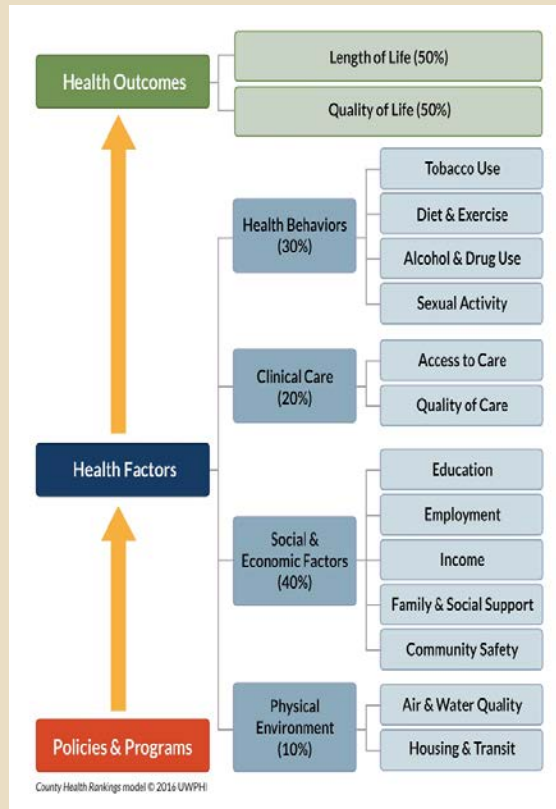 Health Outcomes
Length of Life (50%)
Quality of Life (50%)
Health Behaviors
(30%)
Tobacco Use
Diet & Exercise
Alcohol & Drug Use
Sexual Activity
Clinical Care
(20%)
Access to Care
Quality of Care
Health Factors
Social &
Economic Factors
(40%)
Education
Employment
Income
Family & Social Support
Community Safety
Physical
Environment
(10%)
Air & Water Quality
Housing & Transit
Policies & Programs
County Health Rankings model © 2016 UWPHI